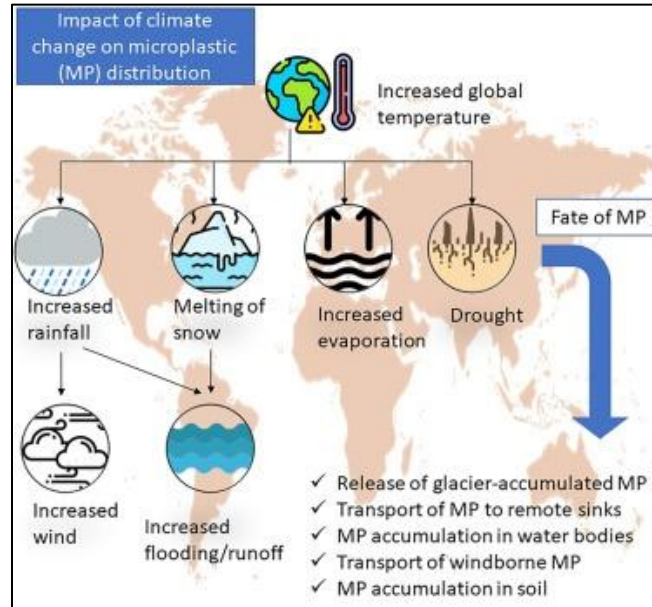 Impact of climate
change on microplastic
(MP) distribution
Increased global
temperature
Fate of MP
Increased
rainfall
Melting of
snow
Increased
evaporation
Drought
Increased
wind
Increased
flooding/runoff
✓ Release of glacier-accumulated MP
✓ Transport of MP to remote sinks
✓ MP accumulation in water bodies
✓ Transport of windborne MP
✓ MP accumulation in soil